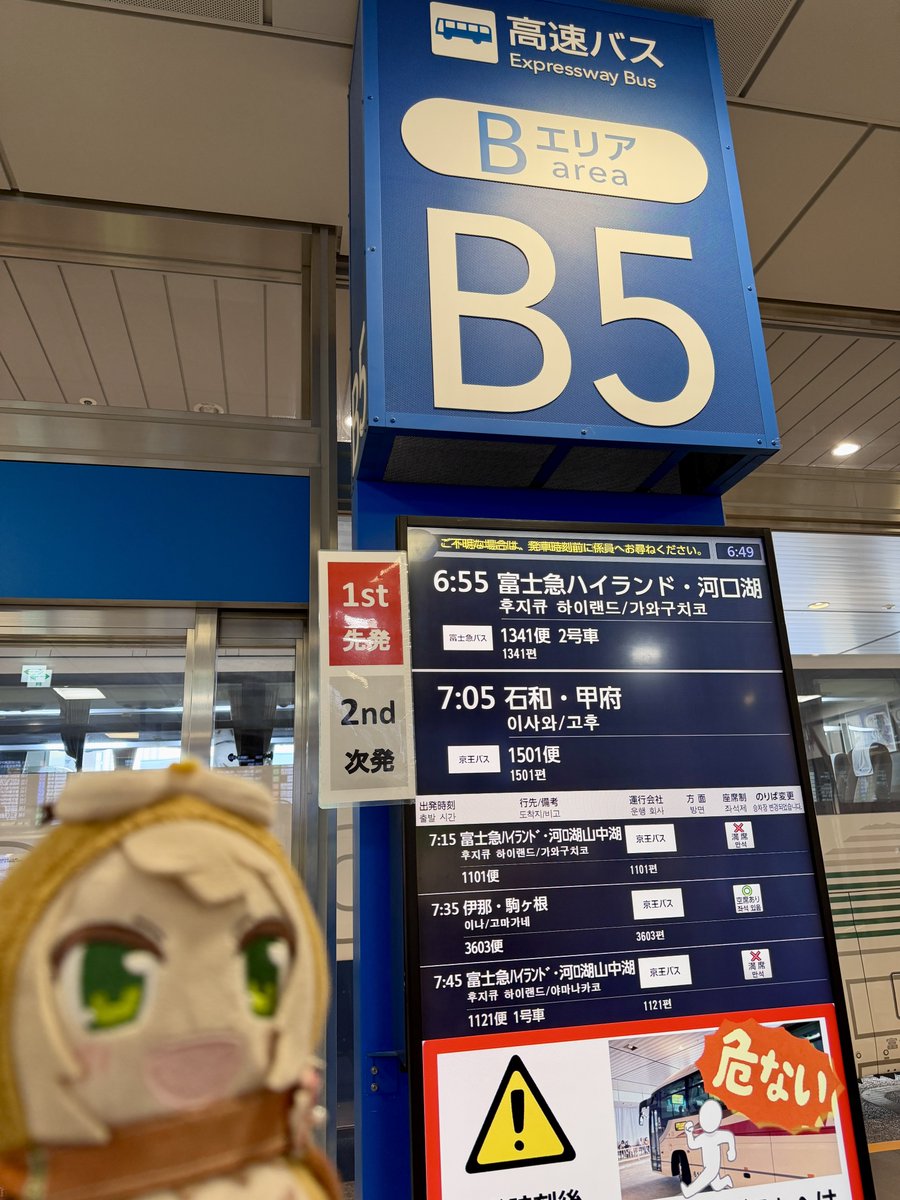 高速バス
Expressway Bus
B エリア
area
B5
ご不明な場合は、発車時刻前に係員へお尋ねください。 6:49
1st
先発
6:55 富士急ハイランド・河口湖
후지큐 하이랜드/가와구치코
富士急バス 1341便 2号車
1341편
2nd
次発
7:05 石和・甲府
이사와/고후
京王バス 1501便
1501편
出発時刻 行先/備考 運行会社 方面 座席制 のりば変更
출발 시간 도착지/비고 운행 회사 방면 좌석제
7:15 富士急ハイランド・河口湖山中湖 京王バス 満席
후지큐 하이랜드/가와구치코 만석
1101便 1101편
7:35 伊那・駒ヶ根 京王バス 空席あり
이나/고마가네 좌석 있음
3603便 3603편
7:45 富士急ハイランド・河口湖山中湖 京王バス 満席
후지큐 하이랜드/야마나카코 만석
1121便 1号車 1121편
危ない